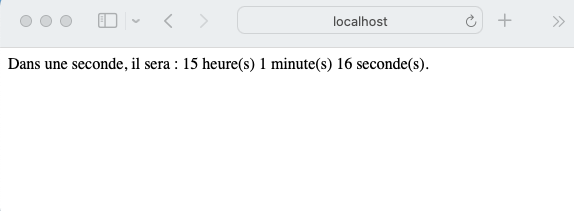 localhost
Dans une seconde, il sera : 15 heure(s) 1 minute(s) 16 seconde(s).